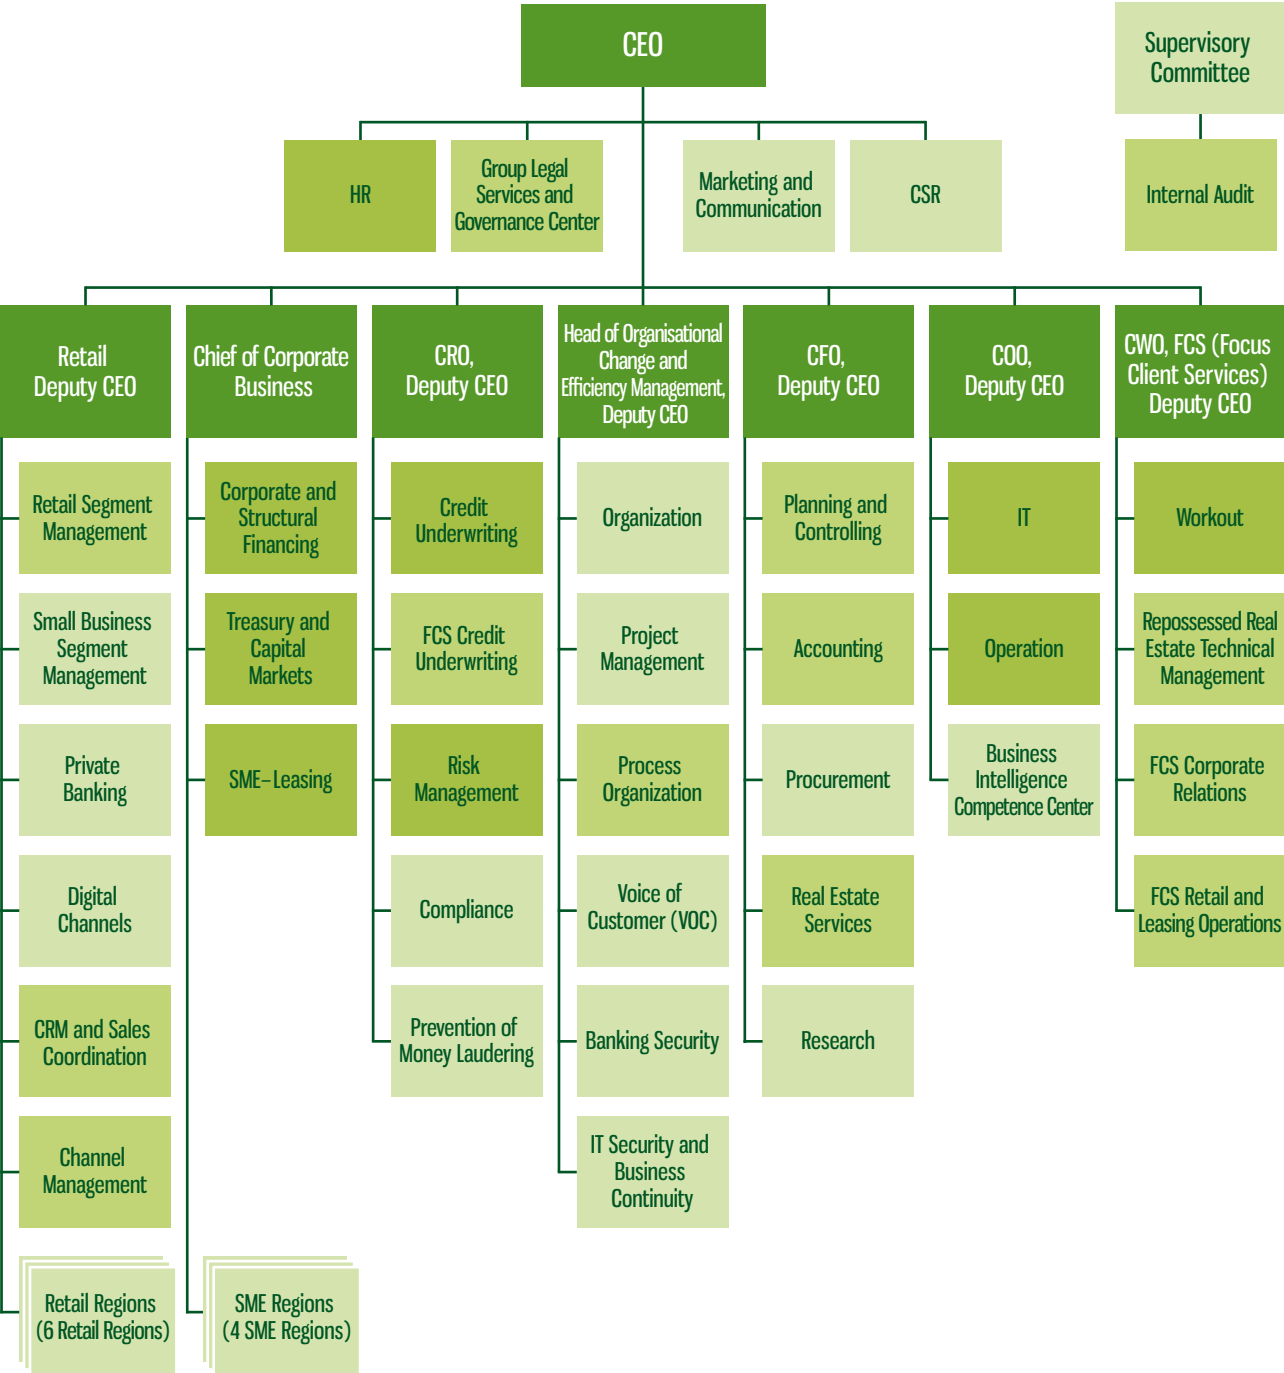 CEO
Supervisory
Committee
HR
Group Legal
Services and
Governance Center
Marketing and
Communication
CSR
Internal Audit
Retail
Deputy CEO
Chief of Corporate
Business
CRO,
Deputy CEO
Head of Organisational
Change and
Efficiency Management,
Deputy CEO
CFO,
Deputy CEO
COO,
Deputy CEO
CWO, FCS (Focus
Client Services)
Deputy CEO
Retail Segment
Management
Corporate and
Structural
Financing
Credit
Underwriting
Organization
Planning and
Controlling
IT
Workout
Small Business
Segment
Management
Treasury and
Capital
Markets
FCS Credit
Underwriting
Project
Management
Accounting
Operation
Repossessed Real
Estate Technical
Management
Private
Banking
SME–Leasing
Risk
Management
Process
Organization
Procurement
Business
Intelligence
Competence Center
FCS Corporate
Relations
Digital
Channels
Compliance
Voice of
Customer (VOC)
Real Estate
Services
FCS Retail and
Leasing Operations
CRM and Sales
Coordination
Prevention of
Money Laudering
Banking Security
Research
Channel
Management
IT Security and
Business
Continuity
Retail Regions
(6 Retail Regions)
SME Regions
(4 SME Regions)